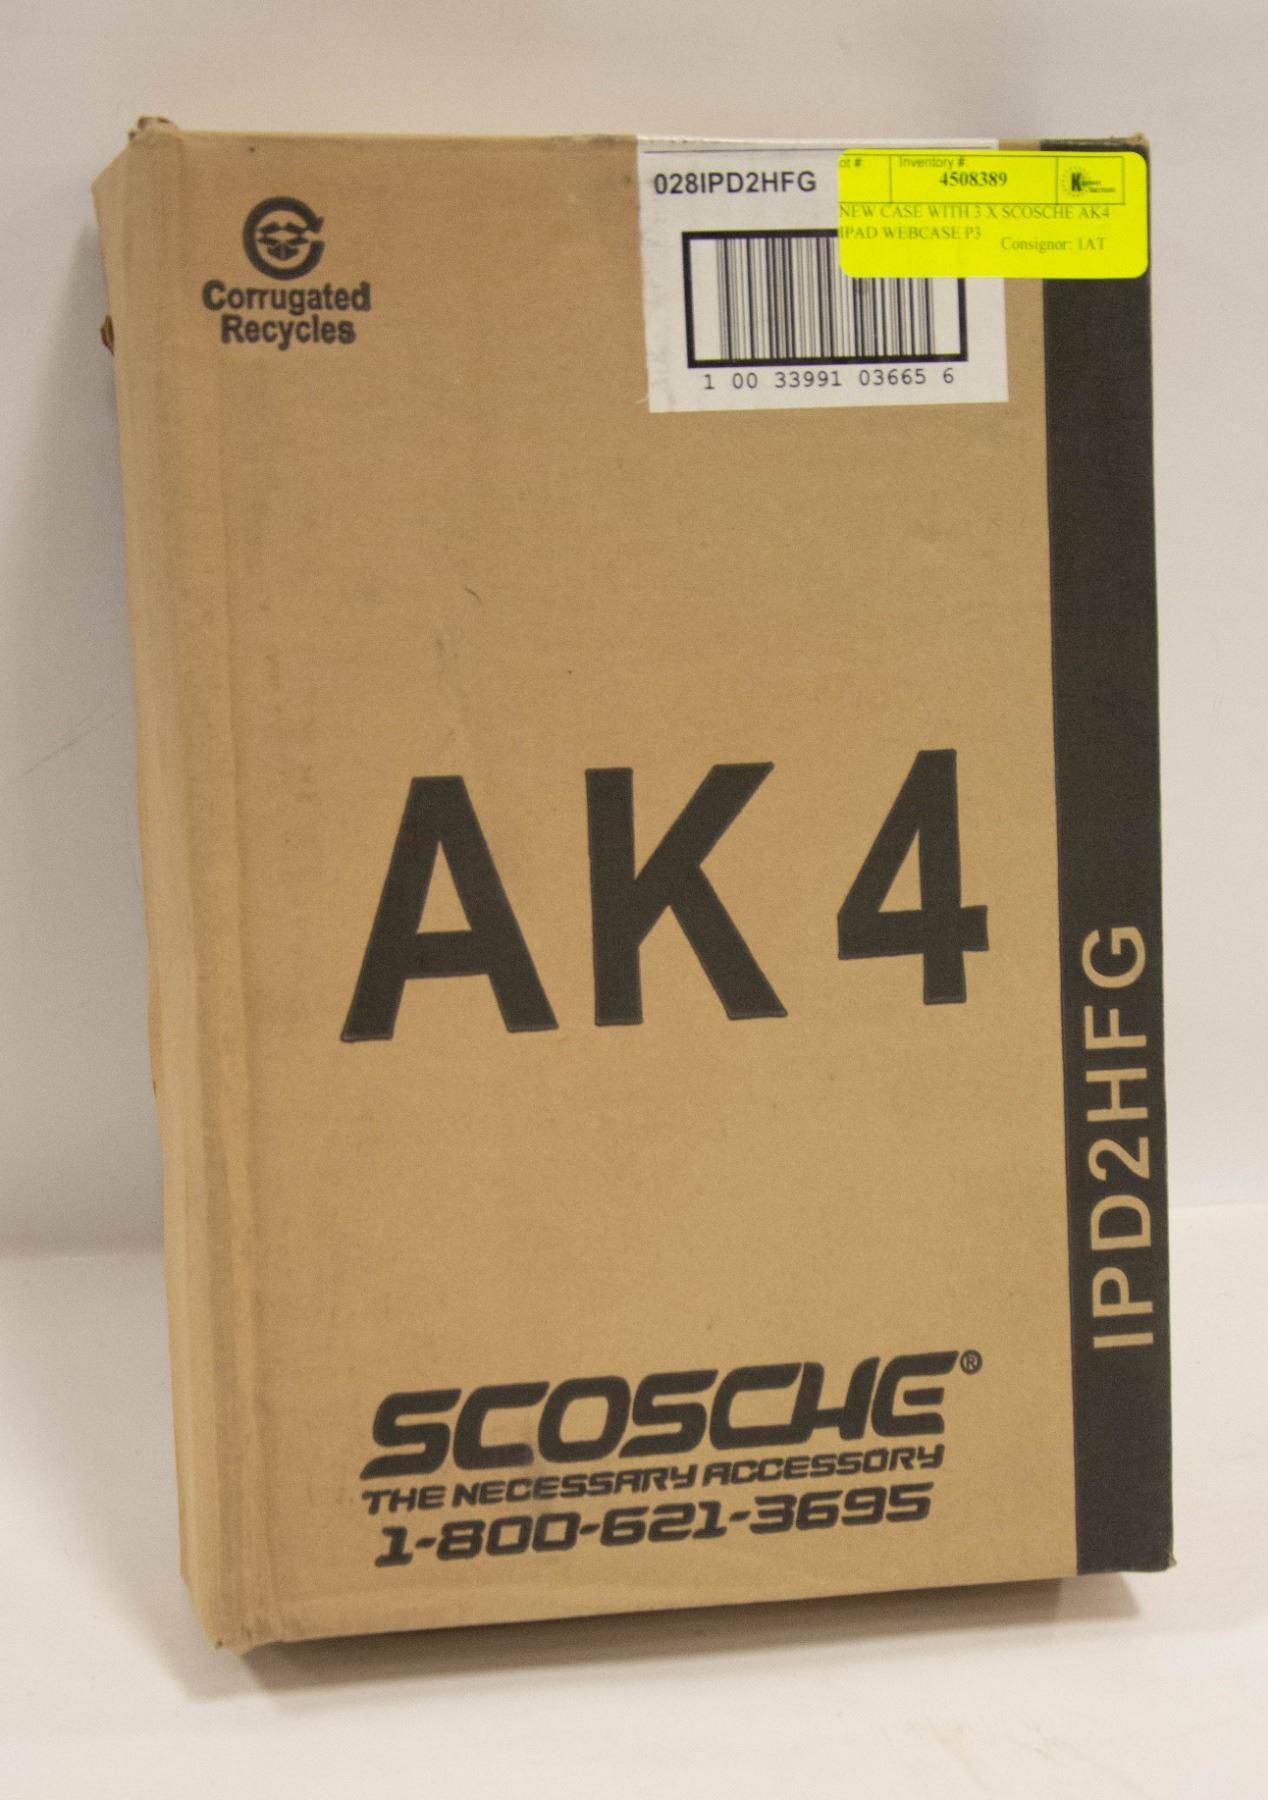 Corrugated
Recycles
028IPD2HFG
ot #
Inventory #:
4508389
NEW CASE WITH 3 X SCOSCHE AK4
IPAD WEBCASE P3
Consignor: 1AT
1 00 33991 03665 6
AK4
IPD2HFG
SCOSCHE®
THE NECESSARY ACCESSORY
1-800-621-3695